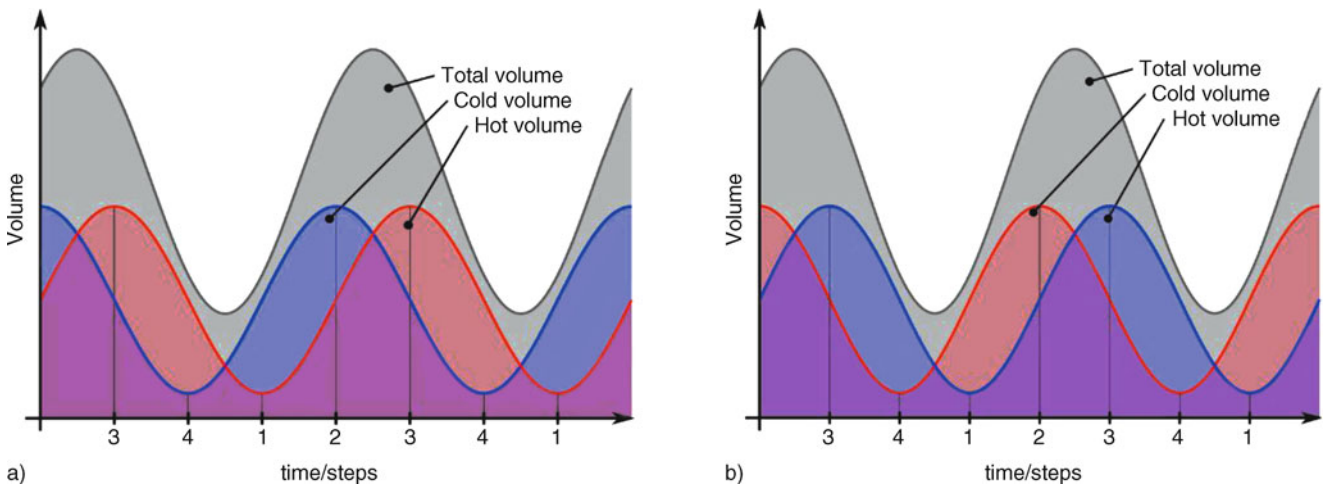 Volume
Total volume
Cold volume
Hot volume
3 4 1 2 3 4 1
a) time/steps
Volume
Total volume
Cold volume
Hot volume
3 4 1 2 3 4 1
b) time/steps